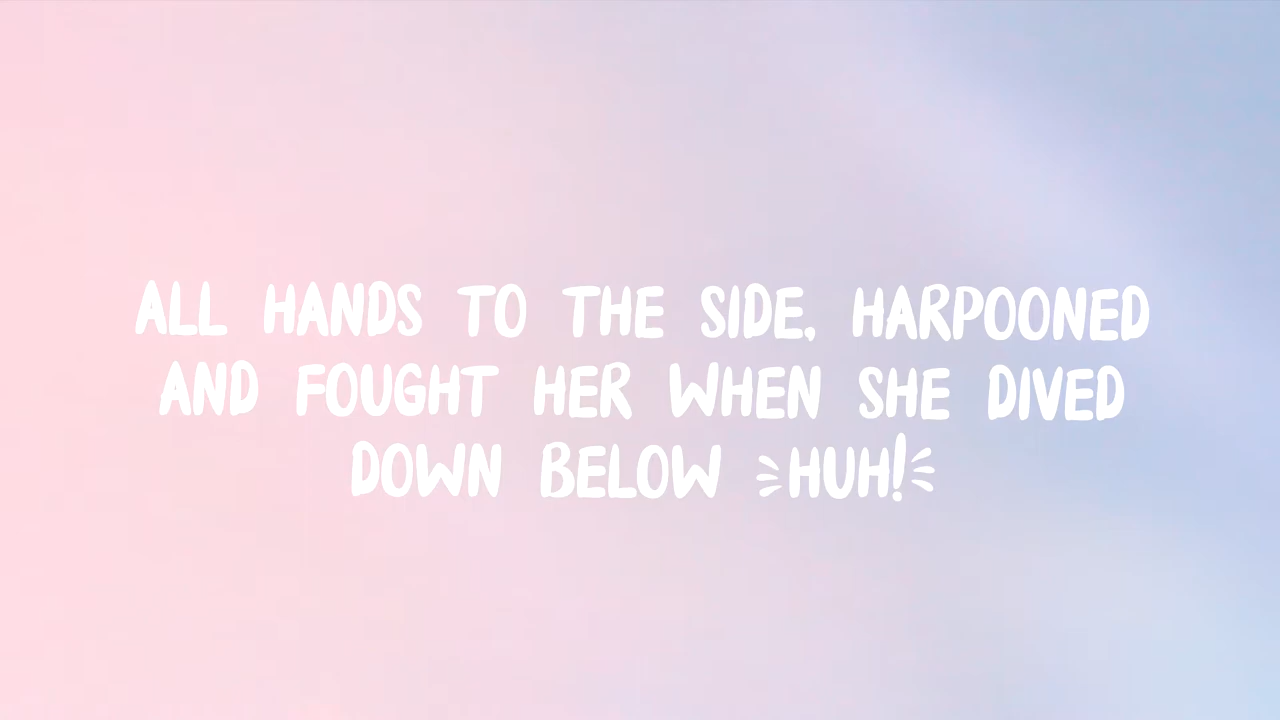 ALL HANDS TO THE SIDE, HARPOONED
AND FOUGHT HER WHEN SHE DIVED
DOWN BELOW HUH!